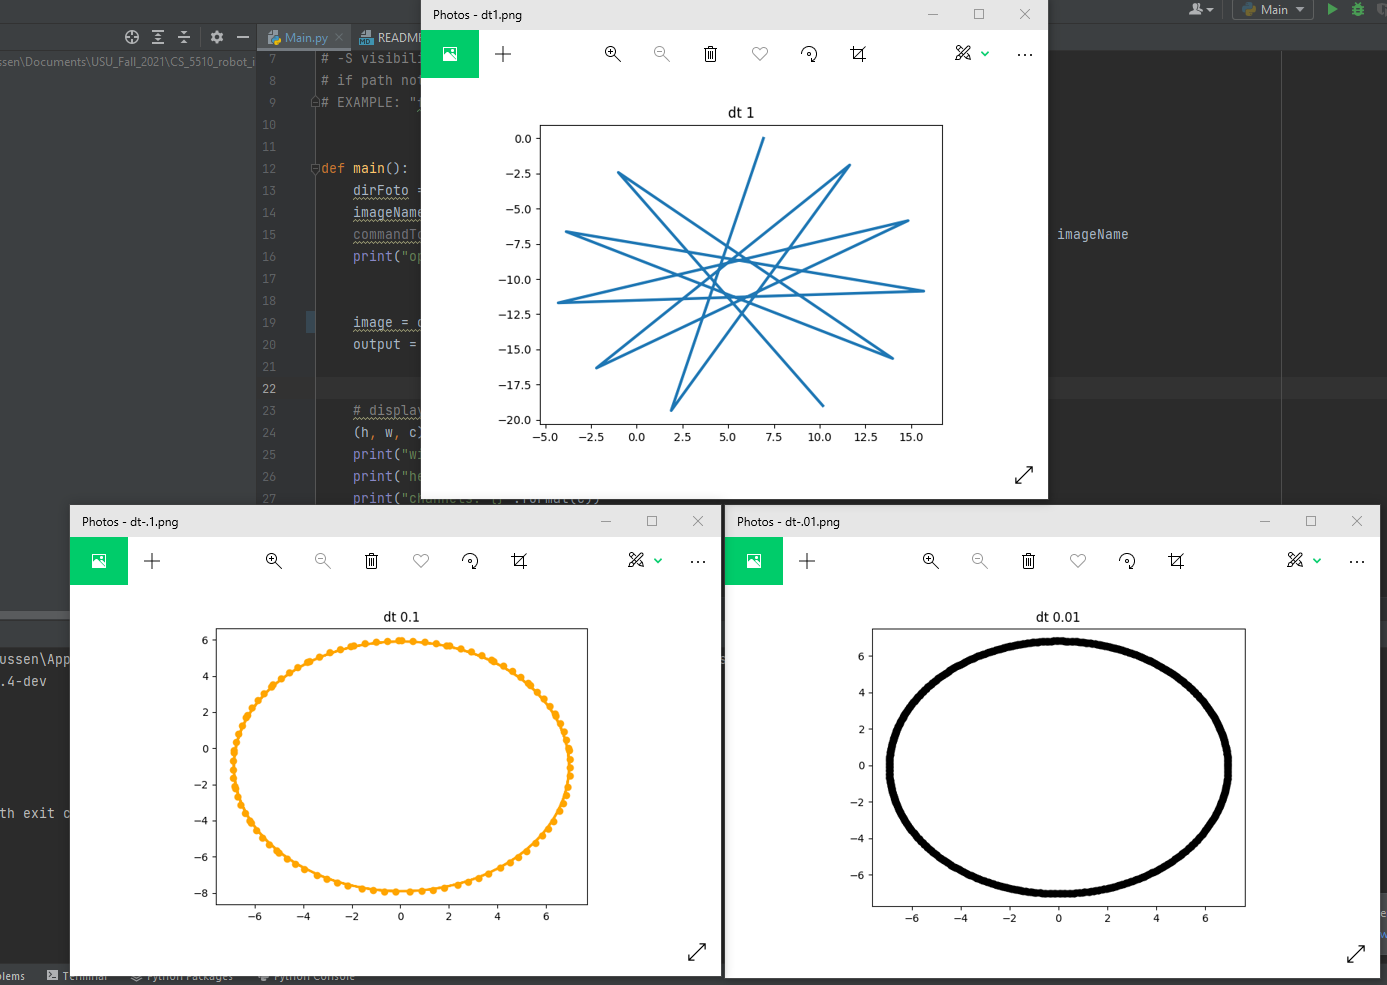 Photos - dt1.png
Main
Main.py
README
ssen\Documents\USU_Fall_2021\CS_5510_robot_i
7 # -S visibili
8 # if path not
9 # EXAMPLE: "
10
11
12 def main():
13 dirFoto =
14 imageName
15 commandTo imageName
16 print("op
17
18
19 image = c
20 output =
21
22
23 # display
24 (h, w, c)
25 print("wi
26 print("he
27 print("channels: {}".format(c))
dt 1
0.0
−2.5
−5.0
−7.5
−10.0
−12.5
−15.0
−17.5
−20.0
−5.0 −2.5 0.0 2.5 5.0 7.5 10.0 12.5 15.0
Photos - dt-.1.png
dt 0.1
6
4
2
0
−2
−4
−6
−8
−6 −4 −2 0 2 4 6
Photos - dt-.01.png
dt 0.01
6
4
2
0
−2
−4
−6
−6 −4 −2 0 2 4 6
ussen\App
.4-dev
th exit c
blems Terminal Python Packages Python Console